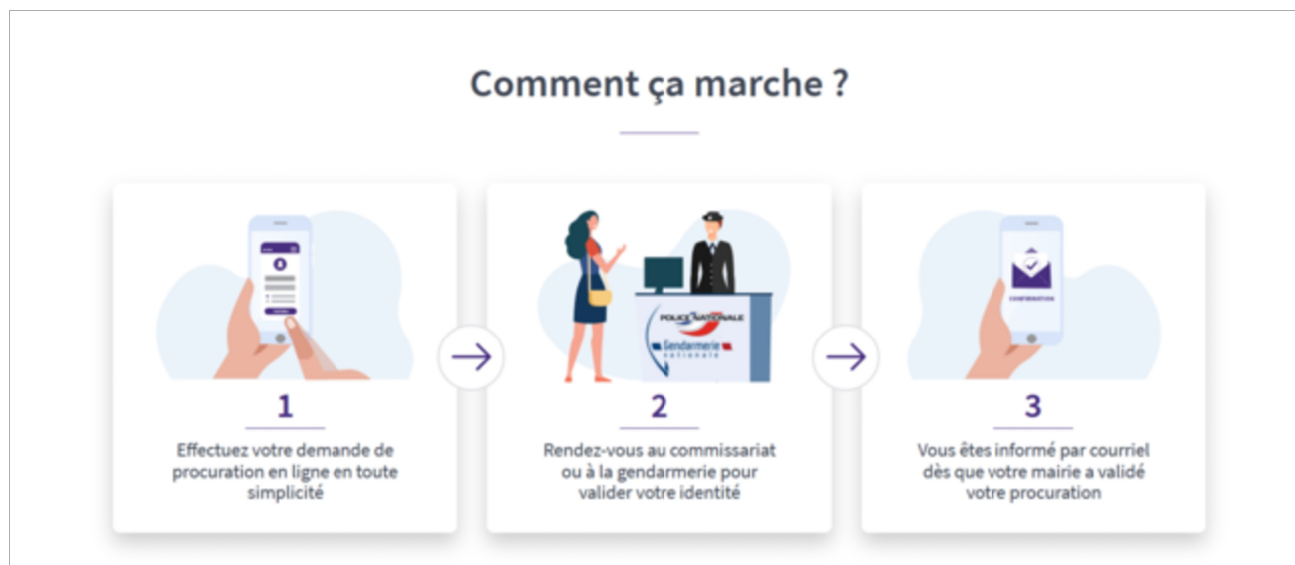 Comment ça marche ?
1
Effectuez votre demande de
procuration en ligne en toute
simplicité
POLICE NATIONALE
Gendarmerie
nationale
2
Rendez-vous au commissariat
ou à la gendarmerie pour
valider votre identité
CONFIRMATION
3
Vous êtes informé par courriel
dès que votre mairie a validé
votre procuration